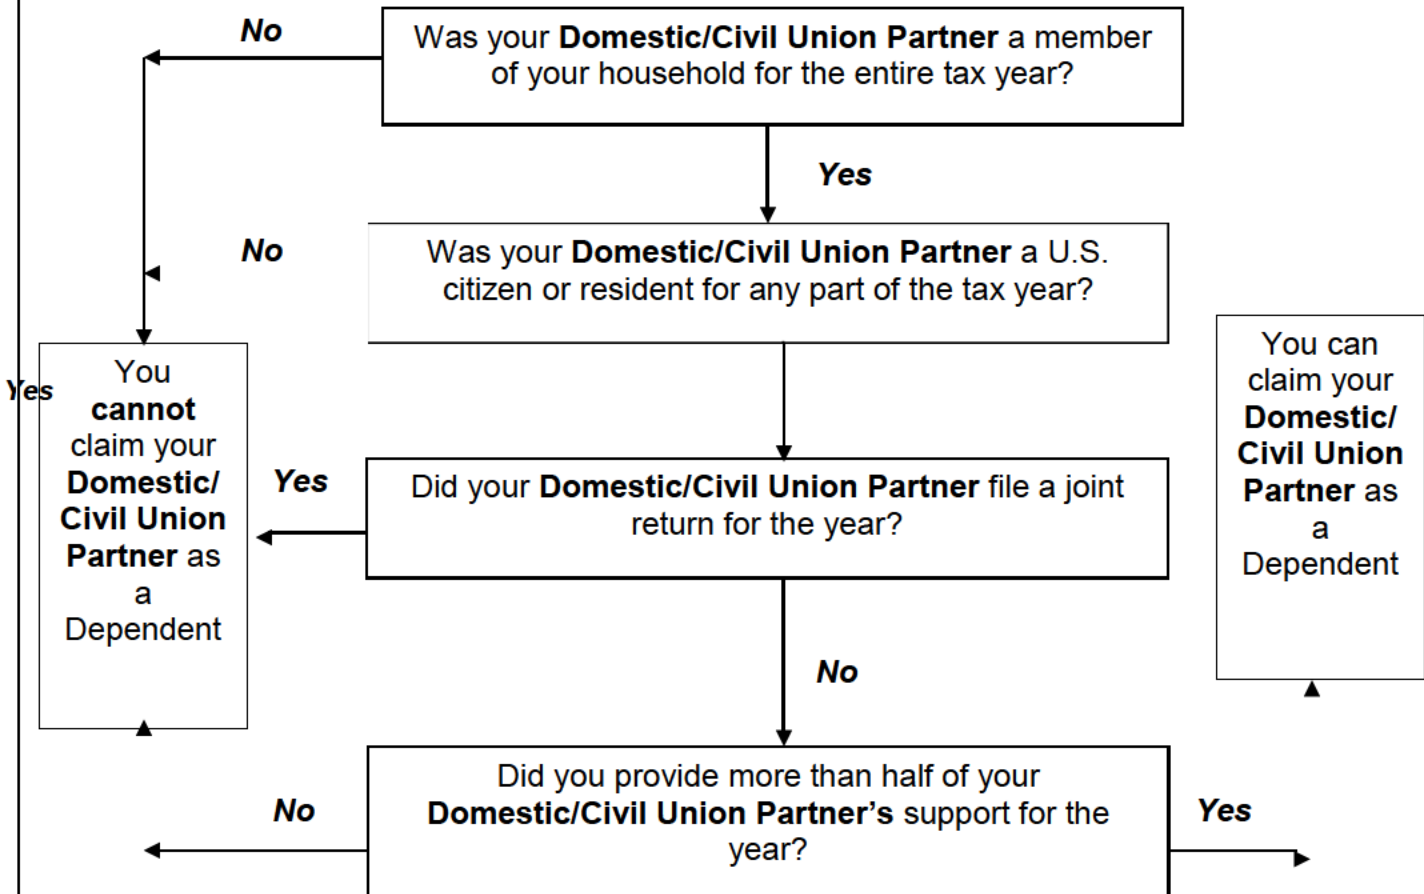 No
Was your Domestic/Civil Union Partner a member
of your household for the entire tax year?
Yes
No
Was your Domestic/Civil Union Partner a U.S.
citizen or resident for any part of the tax year?
Yes
You
cannot
claim your
Domestic/
Civil Union
Partner as
a
Dependent
You can
claim your
Domestic/
Civil Union
Partner as
a
Dependent
Yes
Did your Domestic/Civil Union Partner file a joint
return for the year?
No
No
Did you provide more than half of your
Domestic/Civil Union Partner’s support for the
year?
Yes